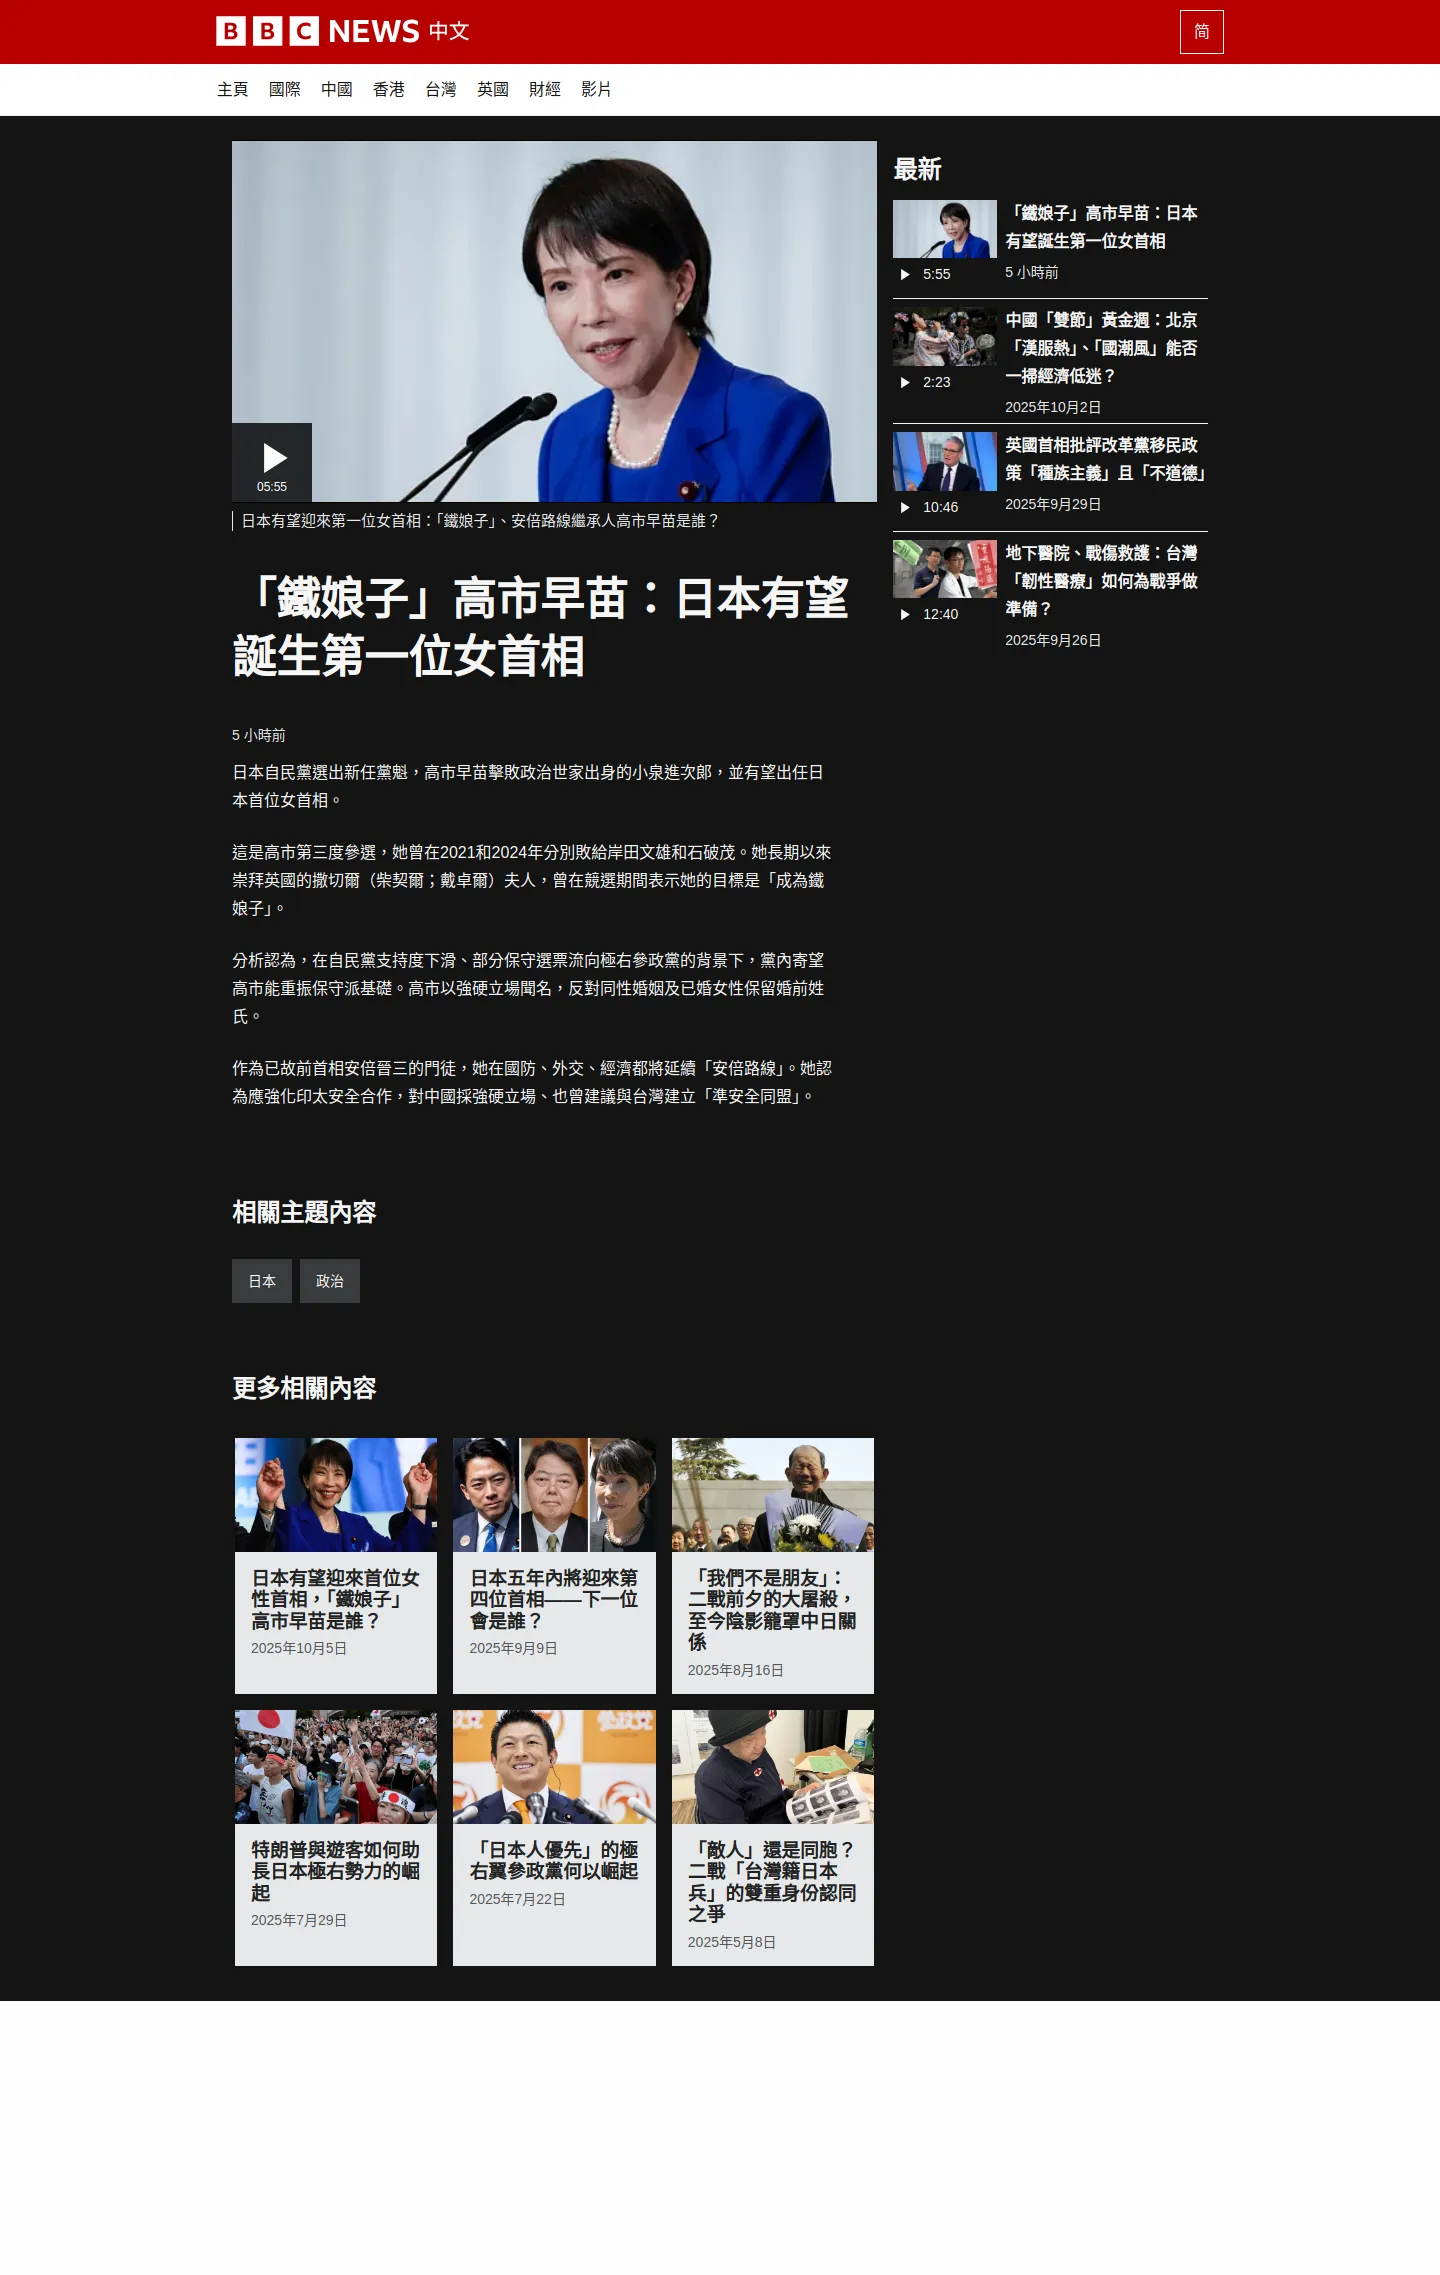 BBC NEWS 中文
简
主頁 國際 中國 香港 台灣 英國 財經 影片
05:55
日本有望迎來第一位女首相：「鐵娘子」、安倍路線繼承人高市早苗是誰？
「鐵娘子」高市早苗：日本有望
誕生第一位女首相
5 小時前
日本自民黨選出新任黨魁，高市早苗擊敗政治世家出身的小泉進次郎，並有望出任日
本首位女首相。
這是高市第三度參選，她曾在2021和2024年分別敗給岸田文雄和石破茂。她長期以來
崇拜英國的撒切爾（柴契爾；戴卓爾）夫人，曾在競選期間表示她的目標是「成為鐵
娘子」。
分析認為，在自民黨支持度下滑、部分保守選票流向極右參政黨的背景下，黨內寄望
高市能重振保守派基礎。高市以強硬立場聞名，反對同性婚姻及已婚女性保留婚前姓
氏。
作為已故前首相安倍晉三的門徒，她在國防、外交、經濟都將延續「安倍路線」。她認
為應強化印太安全合作，對中國採強硬立場、也曾建議與台灣建立「準安全同盟」。
最新
「鐵娘子」高市早苗：日本
有望誕生第一位女首相
5:55
5 小時前
中國「雙節」黃金週：北京
「漢服熱」、「國潮風」能否
一掃經濟低迷？
2:23
2025年10月2日
英國首相批評改革黨移民政
策「種族主義」且「不道德」
10:46
2025年9月29日
地下醫院、戰傷救護：台灣
「韌性醫療」如何為戰爭做
準備？
12:40
2025年9月26日
相關主題內容
日本 政治
更多相關內容
日本有望迎來首位女
性首相，「鐵娘子」
高市早苗是誰？
2025年10月5日
日本五年內將迎來第
四位首相——下一位
會是誰？
2025年9月9日
「我們不是朋友」：
二戰前夕的大屠殺，
至今陰影籠罩中日關
係
2025年8月16日
特朗普與遊客如何助
長日本極右勢力的崛
起
2025年7月29日
「日本人優先」的極
右翼參政黨何以崛起
2025年7月22日
「敵人」還是同胞？
二戰「台灣籍日本
兵」的雙重身份認同
之爭
2025年5月8日